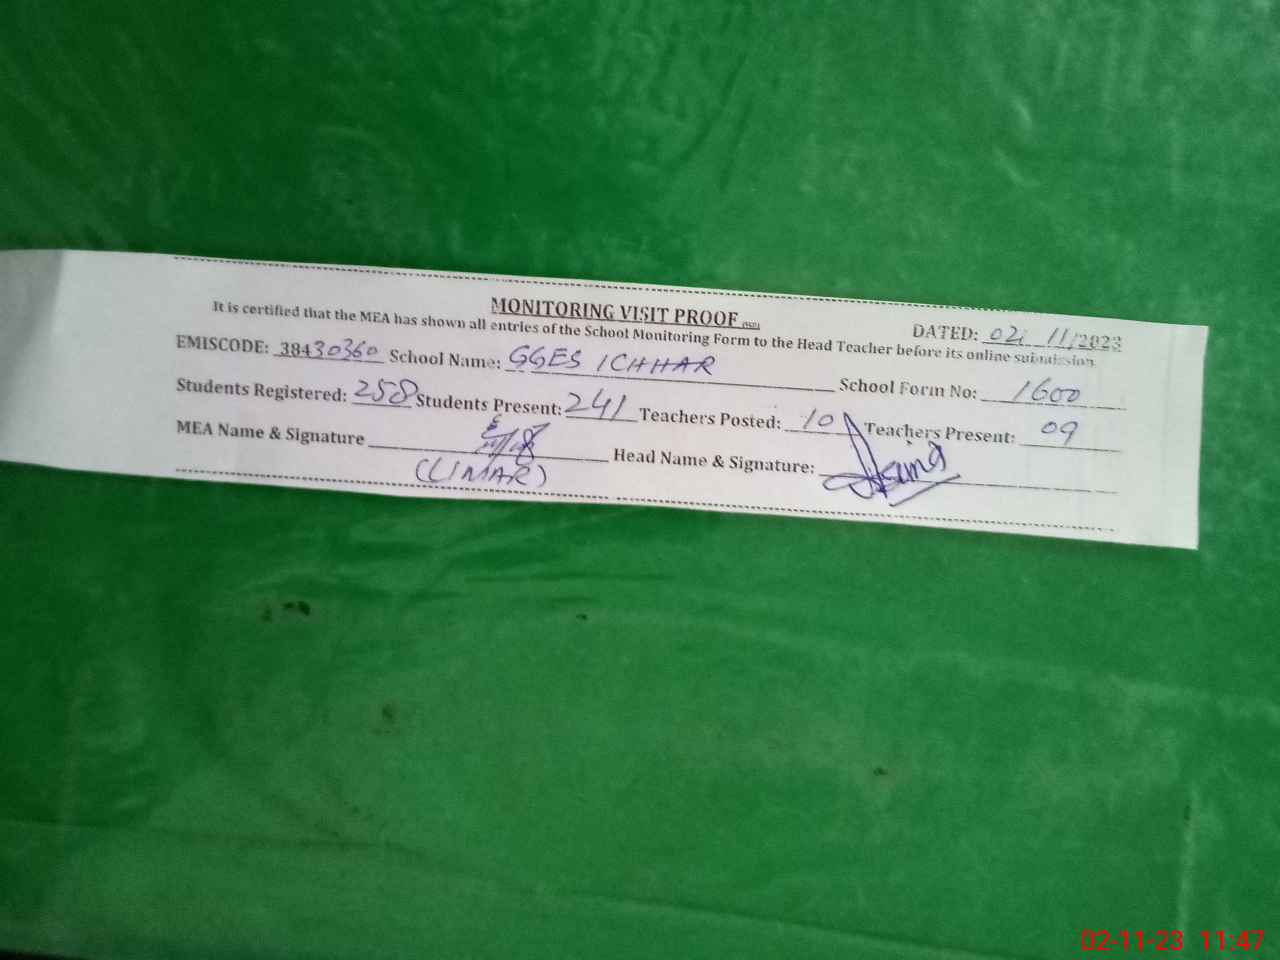 MONITORING VISIT PROOF
DATED: 02/11/2023
It is certified that the MEA has shown all entries of the School Monitoring Form to the Head Teacher before its online submission
EMISCODE: 38430360 School Name: GGES ICHHAR School Form No: 1600
Students Registered: 258 Students Present: 241 Teachers Posted: 10 Teachers Present: 09
MEA Name & Signature Head Name & Signature:
(UMAR)
02-11-23 11:47